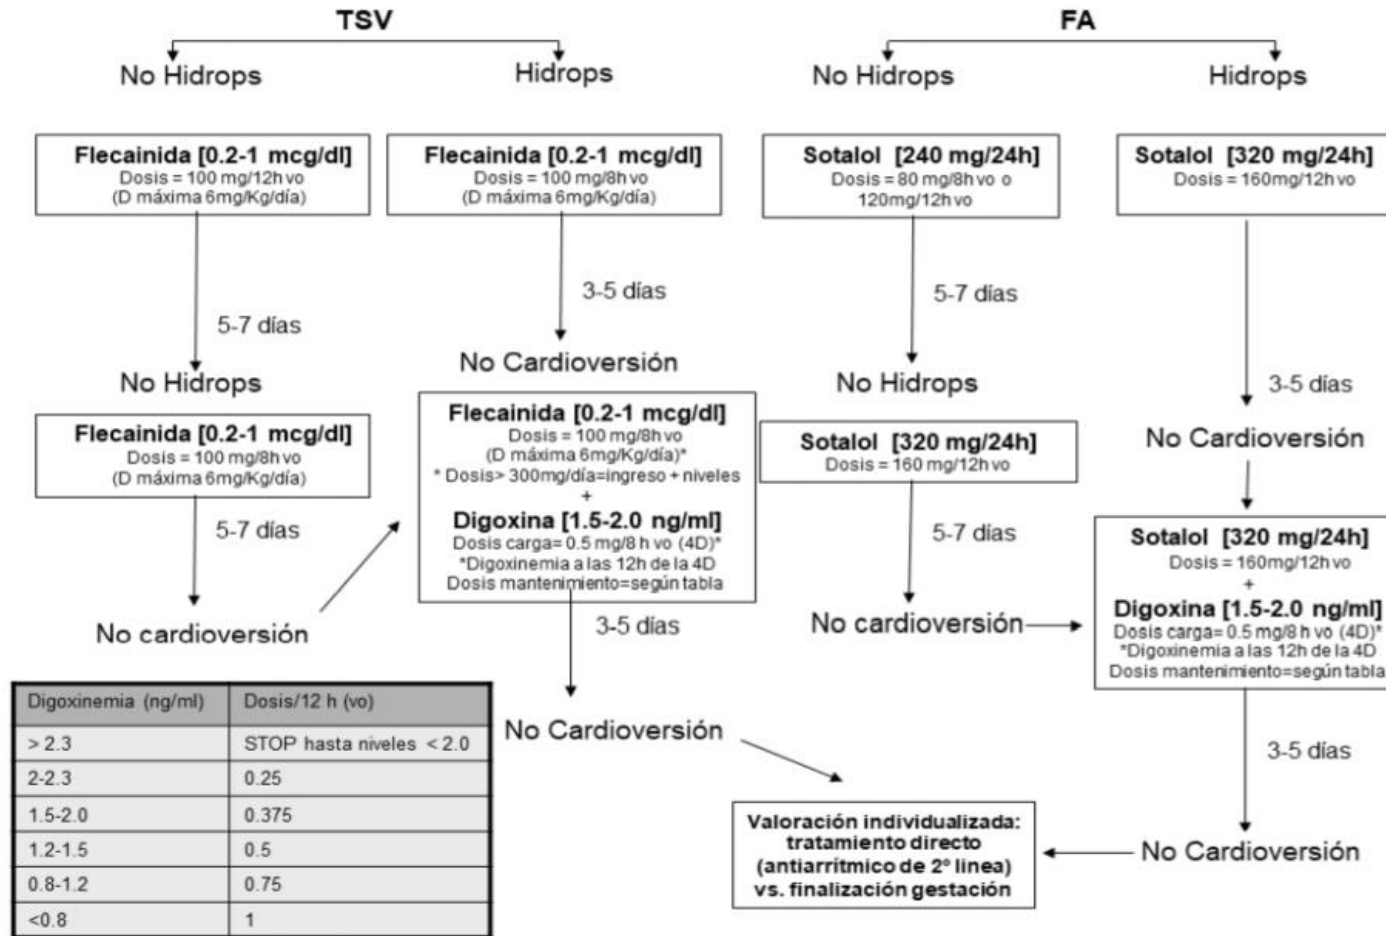 TSV
No Hidrops
Hidrops
Flecainida [0.2-1 mcg/dl]
Dosis = 100 mg/12h vo
(D máxima 6mg/Kg/día)
5-7 días
No Hidrops
Flecainida [0.2-1 mcg/dl]
Dosis = 100 mg/8h vo
(D máxima 6mg/Kg/día)
5-7 días
No cardioversión
Flecainida [0.2-1 mcg/dl]
Dosis = 100 mg/8h vo
(D máxima 6mg/Kg/día)
3-5 días
No Cardioversión
Flecainida [0.2-1 mcg/dl]
Dosis = 100 mg/8h vo
(D máxima 6mg/Kg/día)*
* Dosis> 300mg/día=ingreso + niveles
+
Digoxina [1.5-2.0 ng/ml]
Dosis carga= 0.5 mg/8 h vo (4D)*
*Digoxinemia a las 12h de la 4D
Dosis mantenimiento=según tabla
3-5 días
No Cardioversión
FA
No Hidrops
Hidrops
Sotalol [240 mg/24h]
Dosis = 80 mg/8h vo o
120mg/12h vo
5-7 días
No Hidrops
Sotalol [320 mg/24h]
Dosis = 160 mg/12h vo
5-7 días
No cardioversión
Sotalol [320 mg/24h]
Dosis = 160mg/12h vo
3-5 días
No Cardioversión
Sotalol [320 mg/24h]
Dosis = 160mg/12h vo
+
Digoxina [1.5-2.0 ng/ml]
Dosis carga= 0.5 mg/8 h vo (4D)*
*Digoxinemia a las 12h de la 4D
Dosis mantenimiento=según tabla
3-5 días
No Cardioversión
Valoración individualizada:
tratamiento directo
(antiarrítmico de 2º linea)
vs. finalización gestación
Digoxinemia (ng/ml) Dosis/12 h (vo)
> 2.3 STOP hasta niveles < 2.0
2-2.3 0.25
1.5-2.0 0.375
1.2-1.5 0.5
0.8-1.2 0.75
<0.8 1